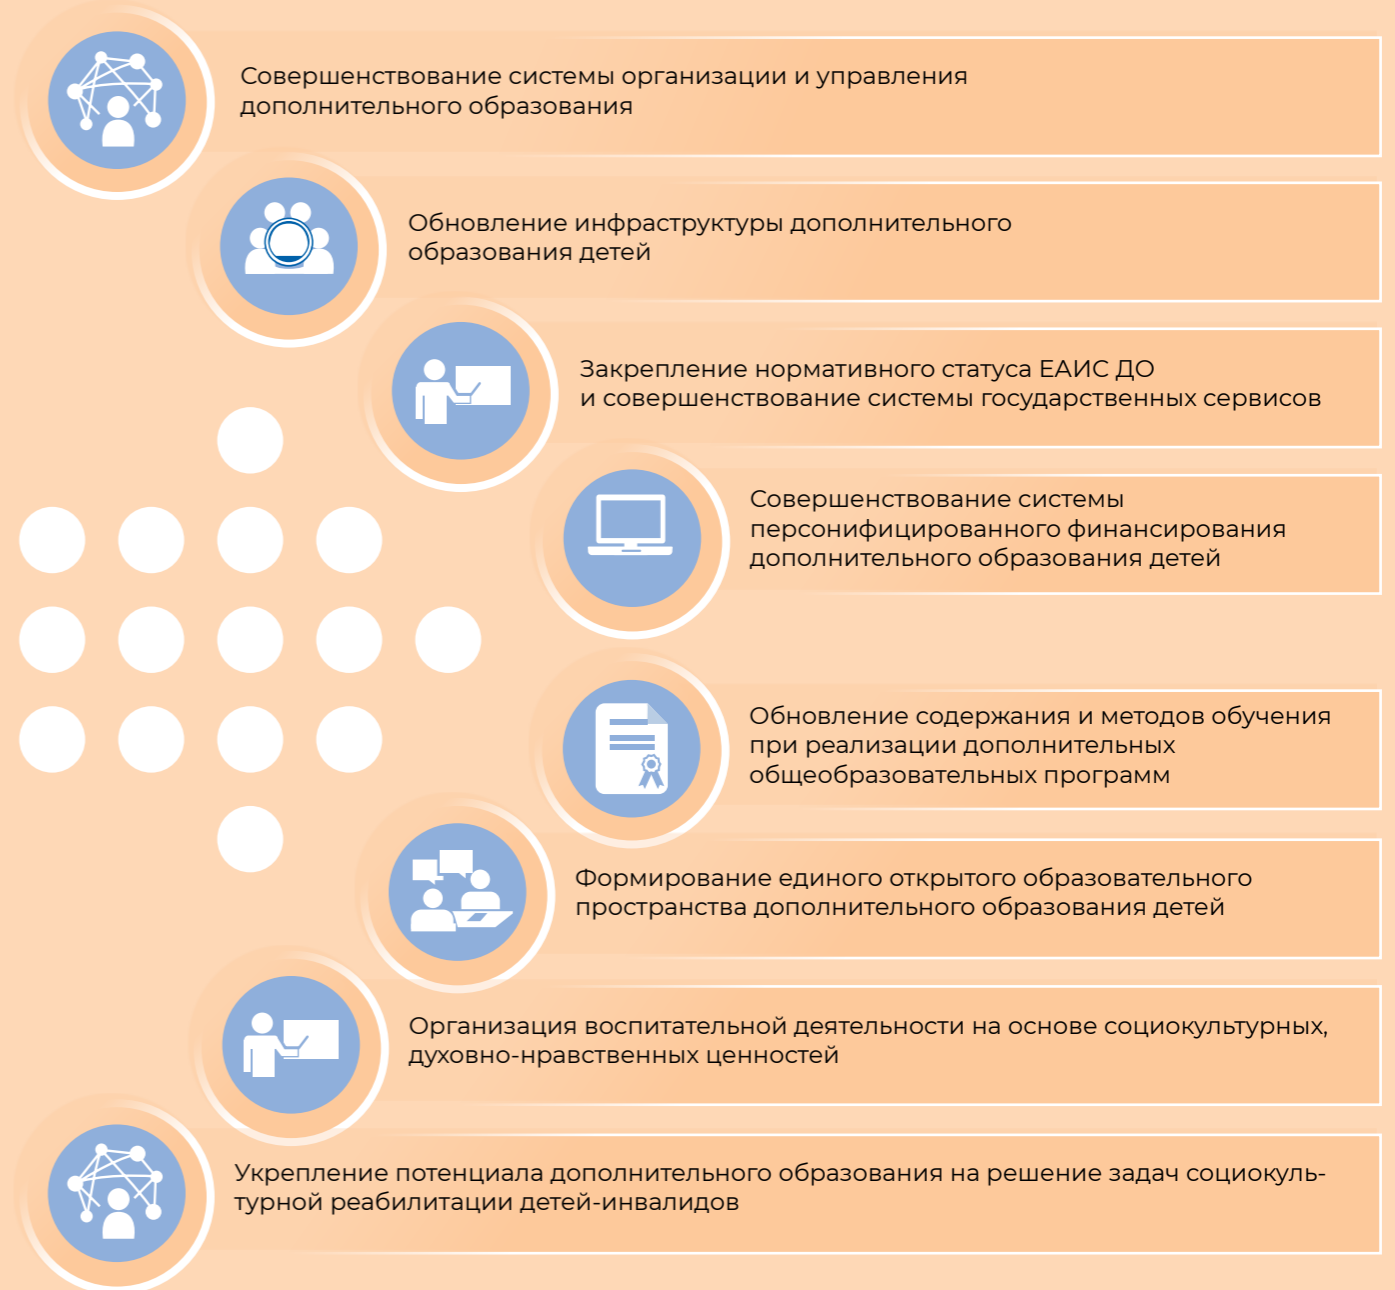 Совершенствование системы организации и управления
дополнительного образования
Обновление инфраструктуры дополнительного
образования детей
Закрепление нормативного статуса ЕАИС ДО
и совершенствование системы государственных сервисов
Совершенствование системы
персонифицированного финансирования
дополнительного образования детей
Обновление содержания и методов обучения
при реализации дополнительных
общеобразовательных программ
Формирование единого открытого образовательного
пространства дополнительного образования детей
Организация воспитательной деятельности на основе социокультурных,
духовно-нравственных ценностей
Укрепление потенциала дополнительного образования на решение задач социокуль-
турной реабилитации детей-инвалидов